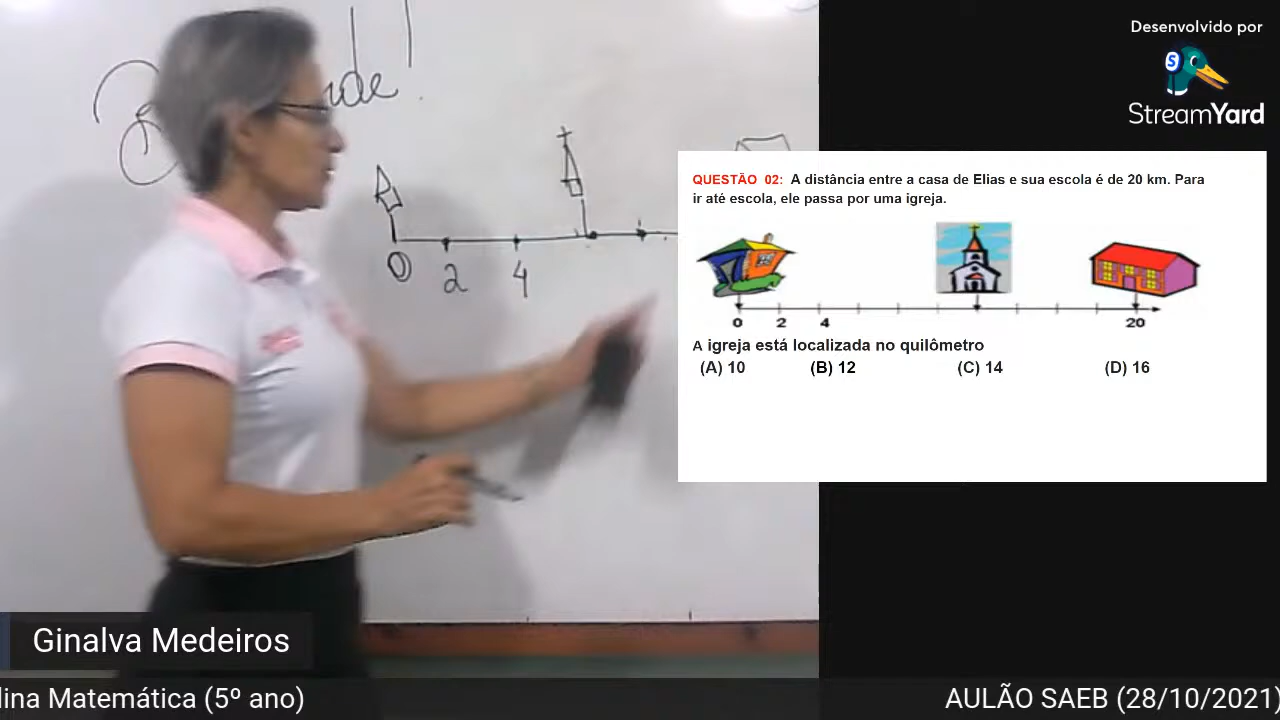 Desenvolvido por
StreamYard
QUESTÃO 02: A distância entre a casa de Elias e sua escola é de 20 km. Para
ir até escola, ele passa por uma igreja.
0 2 4 20
A igreja está localizada no quilômetro
(A) 10 (B) 12 (C) 14 (D) 16
0 2 4
Ginalva Medeiros
Matemática (5º ano)
AULÃO SAEB (28/10/2021)